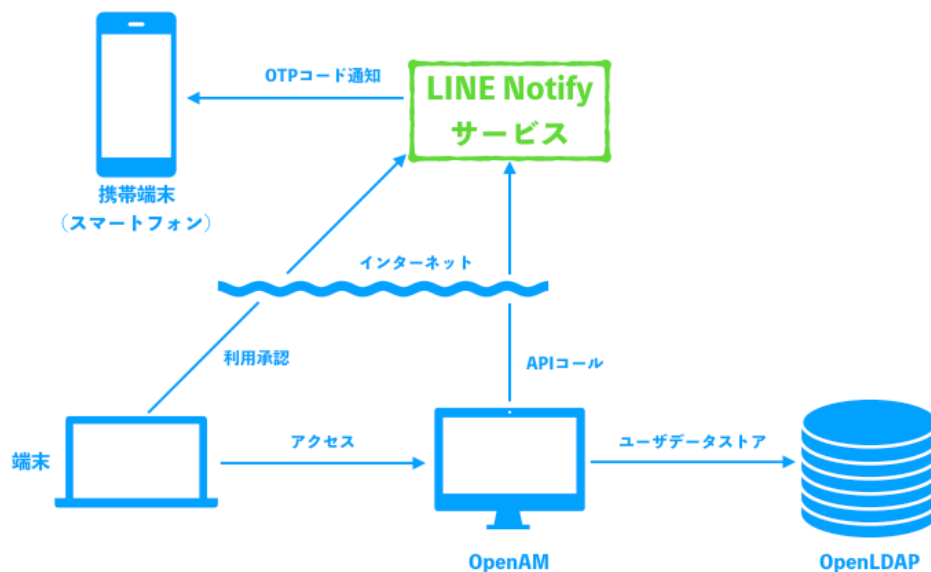 OTPコード通知
LINE Notify
サービス
携帯端末
（スマートフォン）
インターネット
利用承認
APIコール
端末
アクセス
ユーザデータストア
OpenAM
OpenLDAP